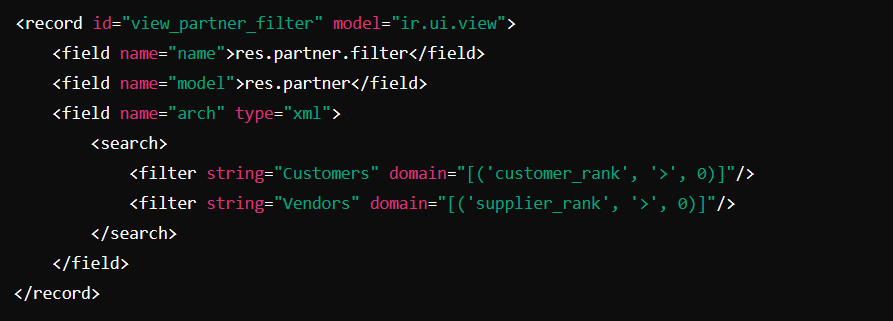 <record id="view_partner_filter" model="ir.ui.view">
    <field name="name">res.partner.filter</field>
    <field name="model">res.partner</field>
    <field name="arch" type="xml">
        <search>
            <filter string="Customers" domain="[('customer_rank', '>', 0)]"/>
            <filter string="Vendors" domain="[('supplier_rank', '>', 0)]"/>
        </search>
    </field>
</record>